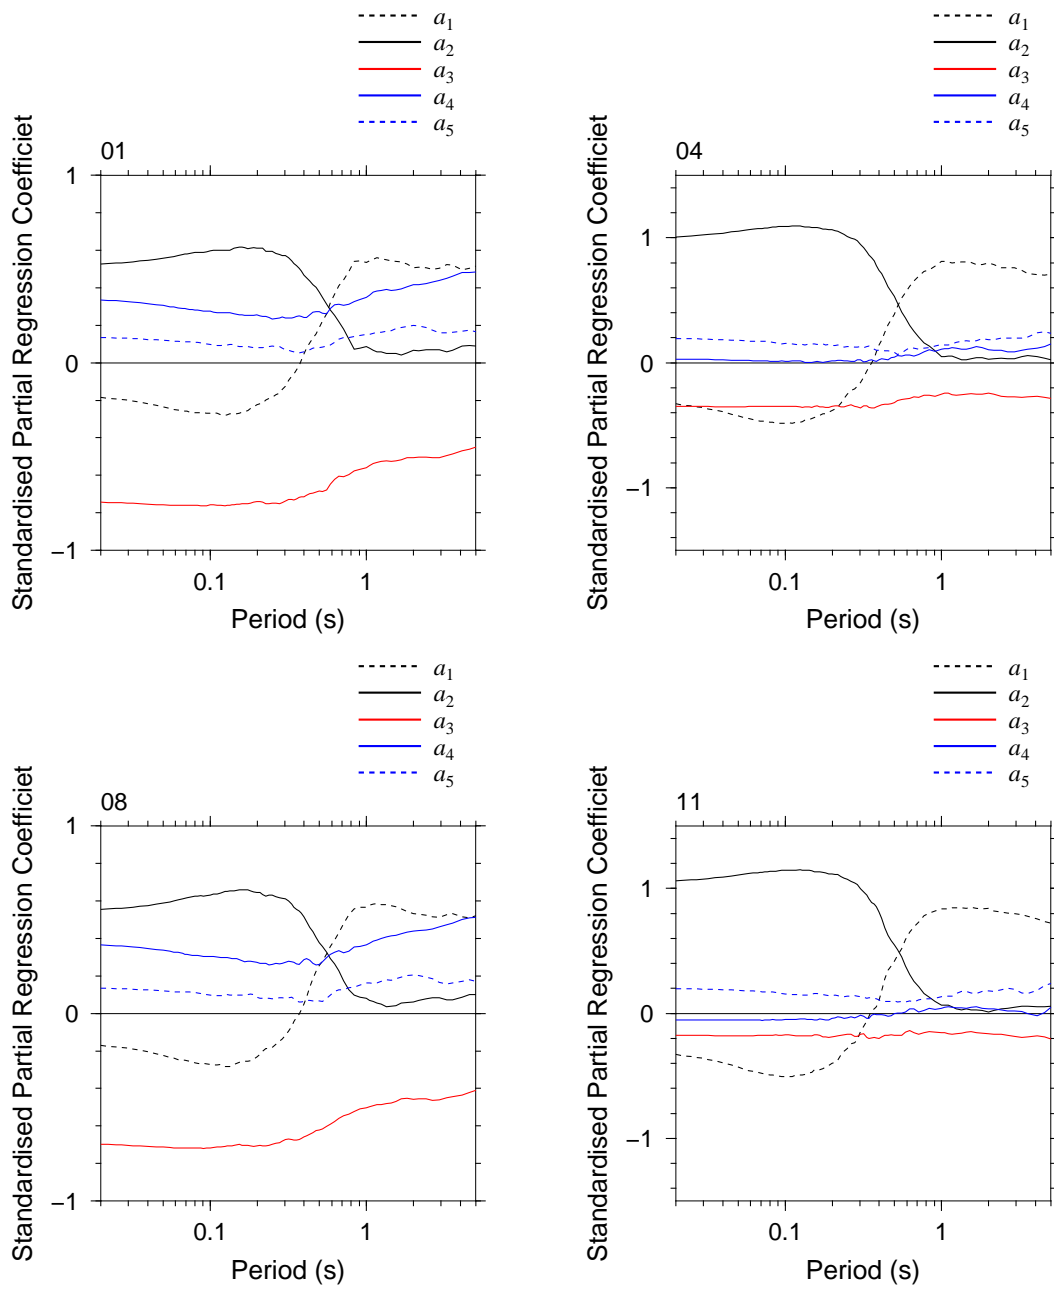 a1
a2
a3
a4
a5
01
Standardised Partial Regression Coefficiet
1
0
−1
0.1 1
Period (s)
a1
a2
a3
a4
a5
04
Standardised Partial Regression Coefficiet
1
0
−1
0.1 1
Period (s)
a1
a2
a3
a4
a5
08
Standardised Partial Regression Coefficiet
1
0
−1
0.1 1
Period (s)
a1
a2
a3
a4
a5
11
Standardised Partial Regression Coefficiet
1
0
−1
0.1 1
Period (s)